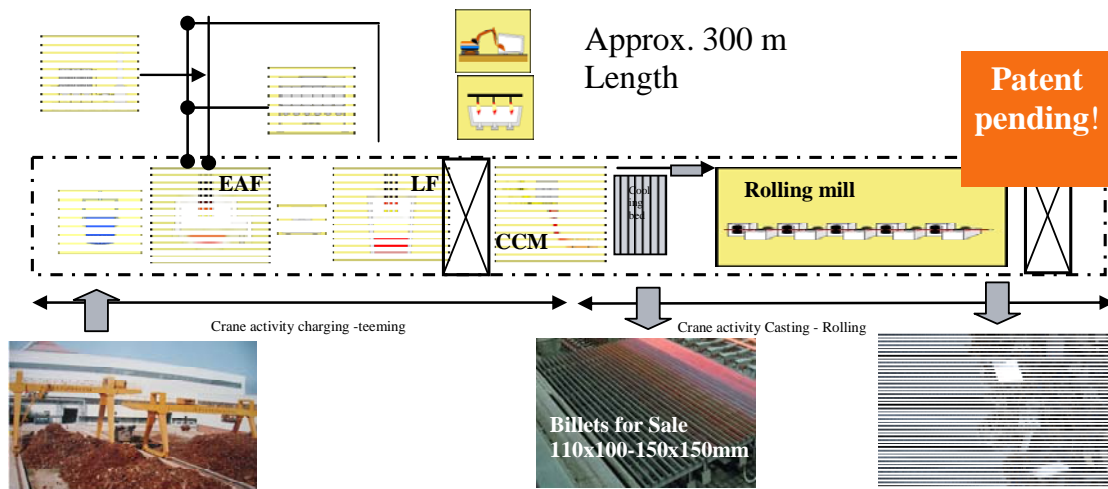 Approx. 300 m
Length
Patent
pending!
EAF
LF
CCM
Cool
ing
bed
Rolling mill
Crane activity charging -teeming
Crane activity Casting - Rolling
Billets for Sale
110x100-150x150mm